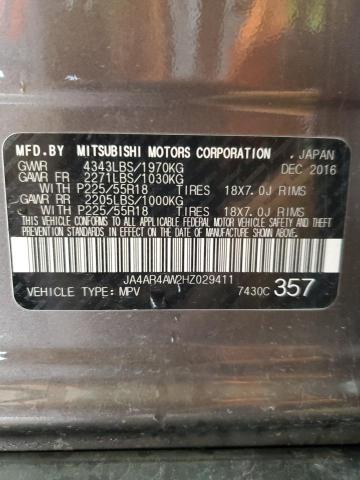 MFD.BY MITSUBISHI MOTORS CORPORATION , JAPAN
GVWR 4343LBS/1970KG DEC 2016
GAWR FR 2271LBS/1030KG
WITH P225/55R18 TIRES 18X7.0J RIMS
GAWR RR 2205LBS/1000KG
WITH P225/55R18 TIRES 18X7.0J RIMS
THIS VEHICLE CONFORMS TO ALL APPLICABLE FEDERAL MOTOR VEHICLE SAFETY AND THEFT
PREVENTION STANDARDS IN EFFECT ON THE DATE OF MANUFACTURE SHOWN ABOVE.
JA4AR4AW2HZ029411
VEHICLE TYPE: MPV 7430C 357